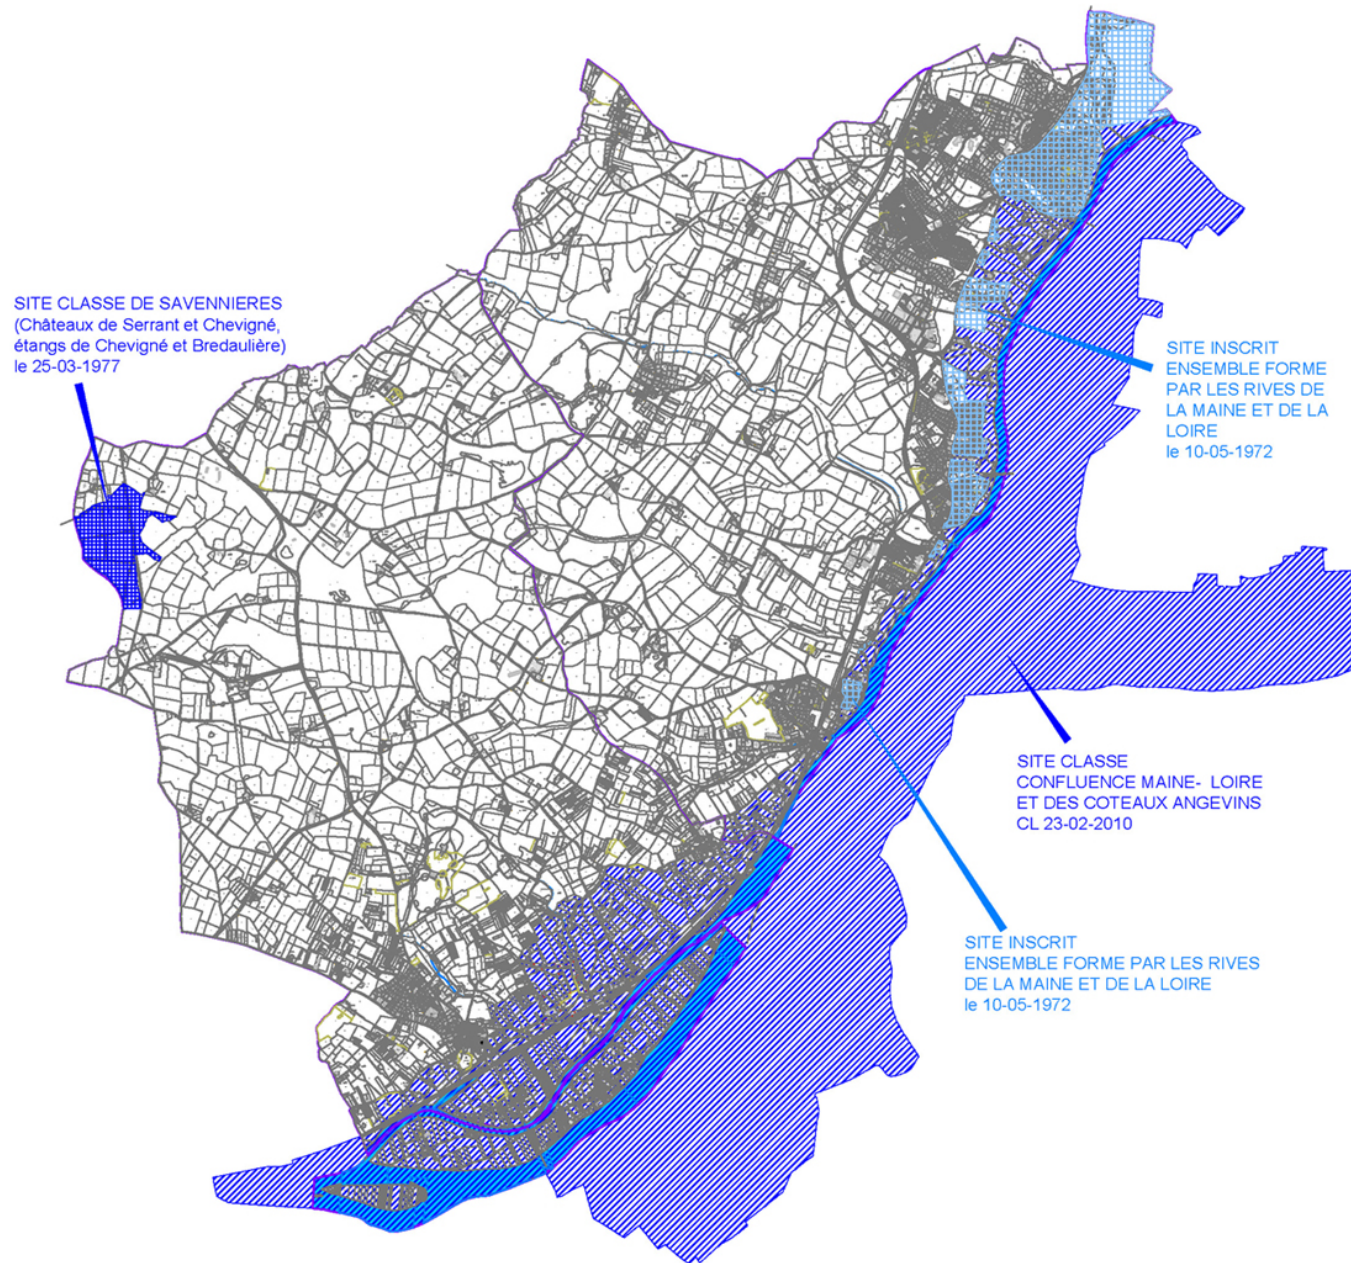 SITE CLASSE DE SAVENNIERES
(Châteaux de Serrant et Chevigné,
étangs de Chevigné et Bredaulière)
le 25-03-1977
SITE INSCRIT
ENSEMBLE FORME
PAR LES RIVES DE
LA MAINE ET DE LA
LOIRE
le 10-05-1972
SITE CLASSE
CONFLUENCE MAINE- LOIRE
ET DES COTEAUX ANGEVINS
CL 23-02-2010
SITE INSCRIT
ENSEMBLE FORME PAR LES RIVES
DE LA MAINE ET DE LA LOIRE
le 10-05-1972